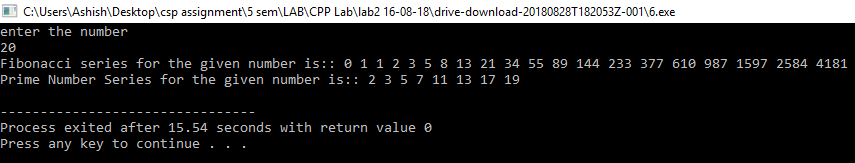 C:\Users\Ashish\Desktop\csp assignment\5 sem\LAB\CPP Lab\lab2 16-08-18\drive-download-20180828T182053Z-001\6.exe
enter the number
20
Fibonacci series for the given number is:: 0 1 1 2 3 5 8 13 21 34 55 89 144 233 377 610 987 1597 2584 4181
Prime Number Series for the given number is:: 2 3 5 7 11 13 17 19
--------------------------------
Process exited after 15.54 seconds with return value 0
Press any key to continue . . .